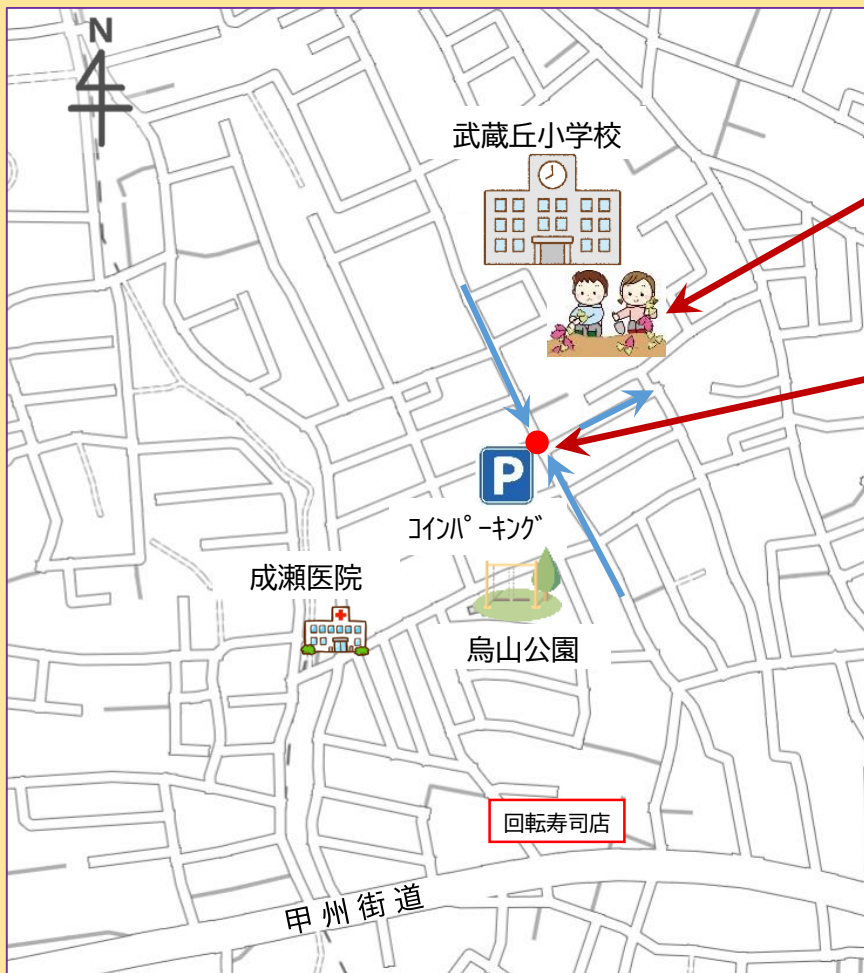 N
武蔵丘小学校
P
コインパーキング
成瀬医院
烏山公園
回転寿司店
甲州街道